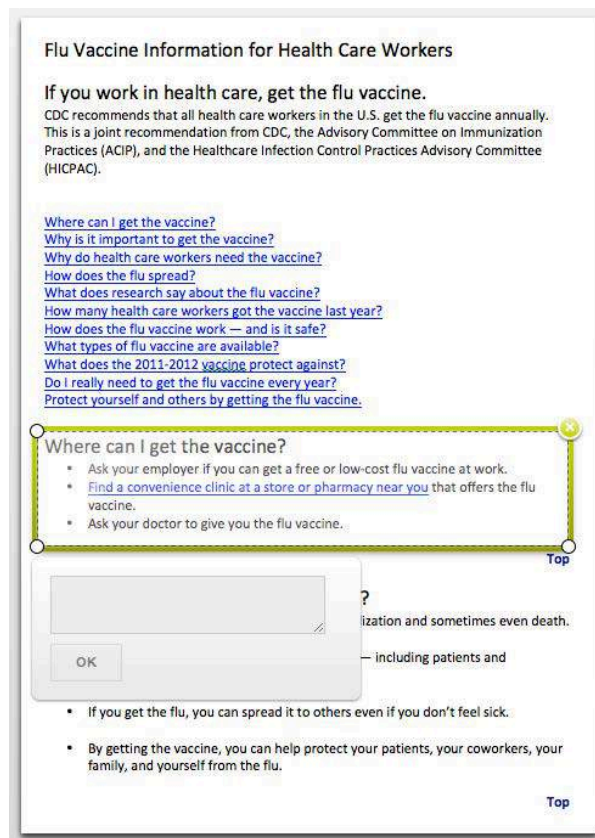 Flu Vaccine Information for Health Care Workers
If you work in health care, get the flu vaccine.
CDC recommends that all health care workers in the U.S. get the flu vaccine annually.
This is a joint recommendation from CDC, the Advisory Committee on Immunization
Practices (ACIP), and the Healthcare Infection Control Practices Advisory Committee
(HICPAC).
Where can I get the vaccine?
Why is it important to get the vaccine?
Why do health care workers need the vaccine?
How does the flu spread?
What does research say about the flu vaccine?
How many health care workers got the vaccine last year?
How does the flu vaccine work — and is it safe?
What types of flu vaccine are available?
What does the 2011-2012 vaccine protect against?
Do I really need to get the flu vaccine every year?
Protect yourself and others by getting the flu vaccine.
Where can I get the vaccine?
• Ask your employer if you can get a free or low-cost flu vaccine at work.
• Find a convenience clinic at a store or pharmacy near you that offers the flu
vaccine.
• Ask your doctor to give you the flu vaccine.
Top
?
ization and sometimes even death.
— including patients and
OK
• If you get the flu, you can spread it to others even if you don't feel sick.
• By getting the vaccine, you can help protect your patients, your coworkers, your
family, and yourself from the flu.
Top